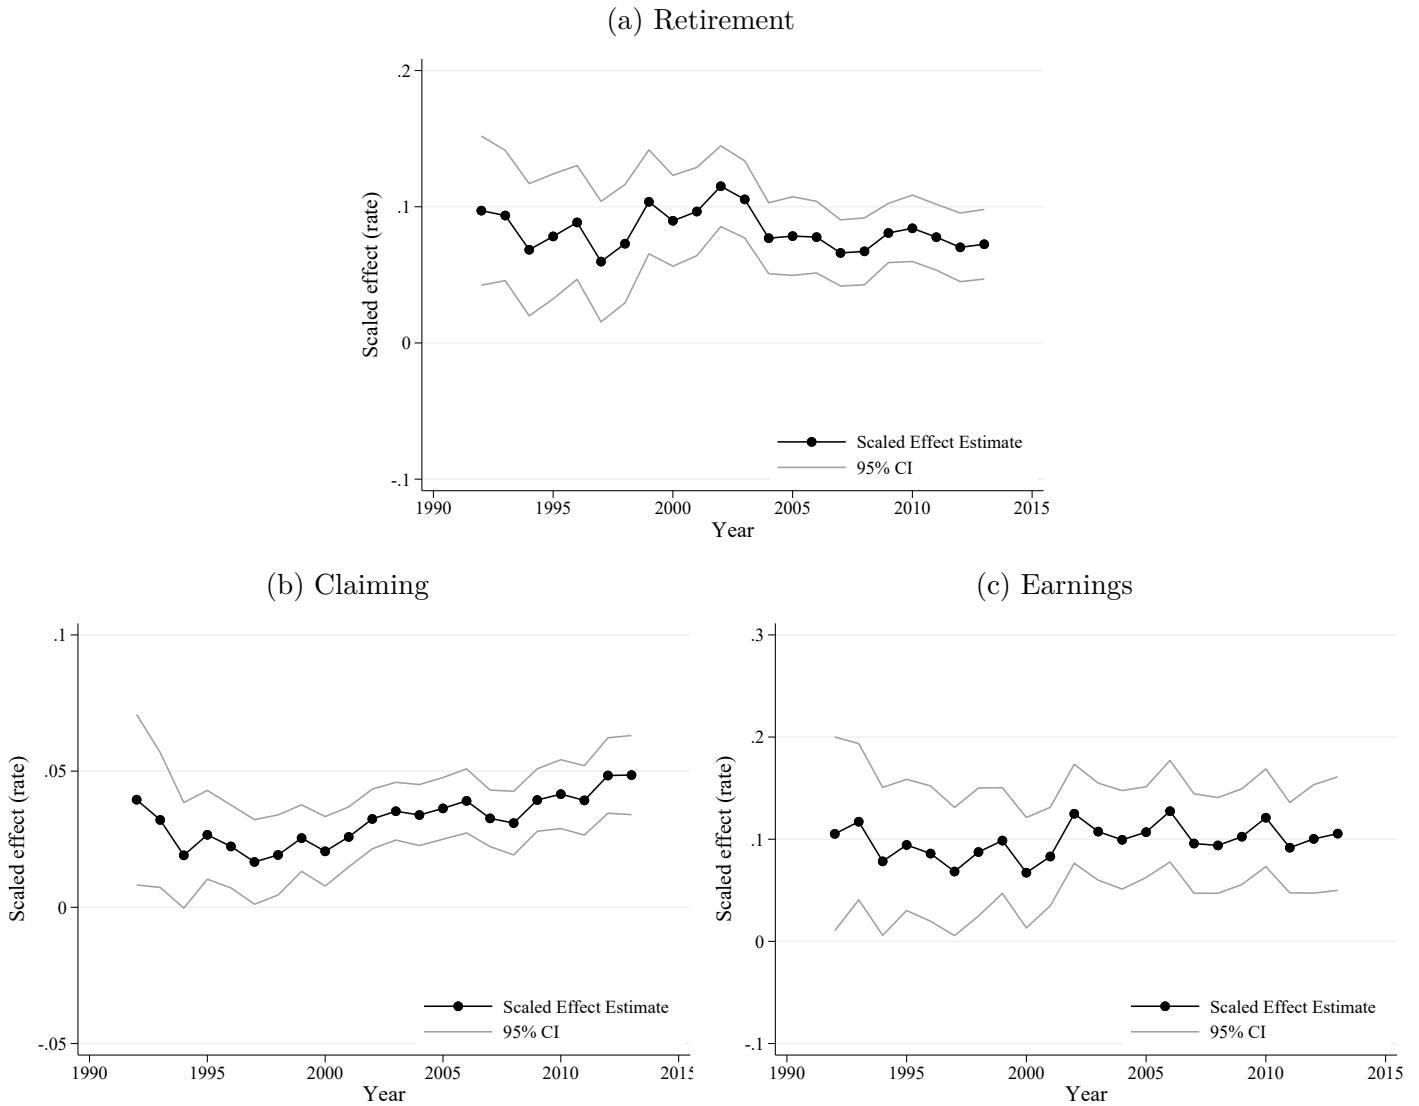 (a) Retirement
.2
.1
0
-.1
Scaled effect (rate)
Scaled Effect Estimate
95% CI
1990 1995 2000 2005 2010 2015
Year
(b) Claiming
.1
.05
0
-.05
Scaled effect (rate)
Scaled Effect Estimate
95% CI
1990 1995 2000 2005 2010 2015
Year
(c) Earnings
.3
.2
.1
0
-.1
Scaled effect (rate)
Scaled Effect Estimate
95% CI
1990 1995 2000 2005 2010 2015
Year